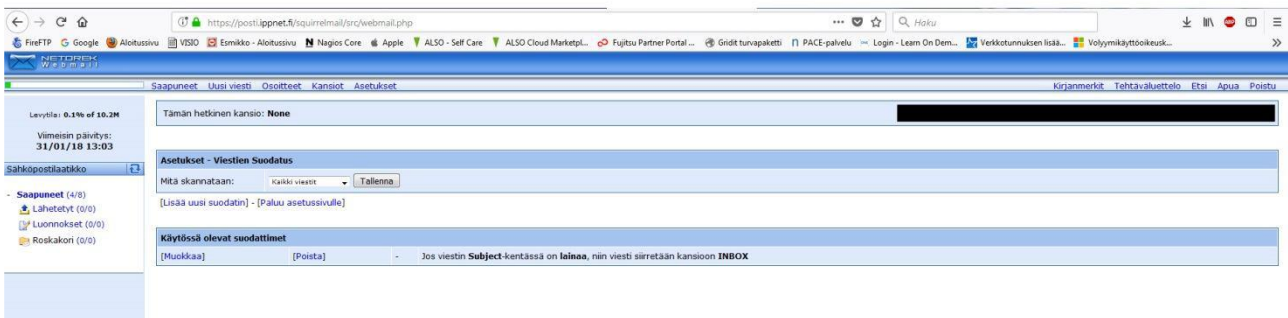 https://posti.ippnet.fi/squirrelmail/src/webmail.php
Haku
FireFTP Google Aloitussivu VISIO Esmikko - Aloitussivu Nagios Core Apple ALSO - Self Care ALSO Cloud Marketpl... Fujitsu Partner Portal ... Gridit turvapaketti PACE-palvelu Login - Learn On Dem... Verkkotunnuksen lisää... Volyymikäyttöoikeusk...
NETOREK
Webmail
Saapuneet Uusi viesti Osoitteet Kansiot Asetukset Kirjanmerkit Tehtäväluettelo Etsi Apua Poistu
Levytila: 0.1% of 10.2M
Viimeisin päivitys:
31/01/18 13:03
Sähköpostilaatikko
- Saapuneet (4/8)
Lähetetyt (0/0)
Luonnokset (0/0)
Roskakori (0/0)
Tämän hetkinen kansio: None
Asetukset - Viestien Suodatus
Mitä skannataan: Kaikki viestit Tallenna
[Lisää uusi suodatin] - [Paluu asetussivulle]
Käytössä olevat suodattimet
[Muokkaa] [Poista] - Jos viestin Subject-kentässä on lainaa, niin viesti siirretään kansioon INBOX